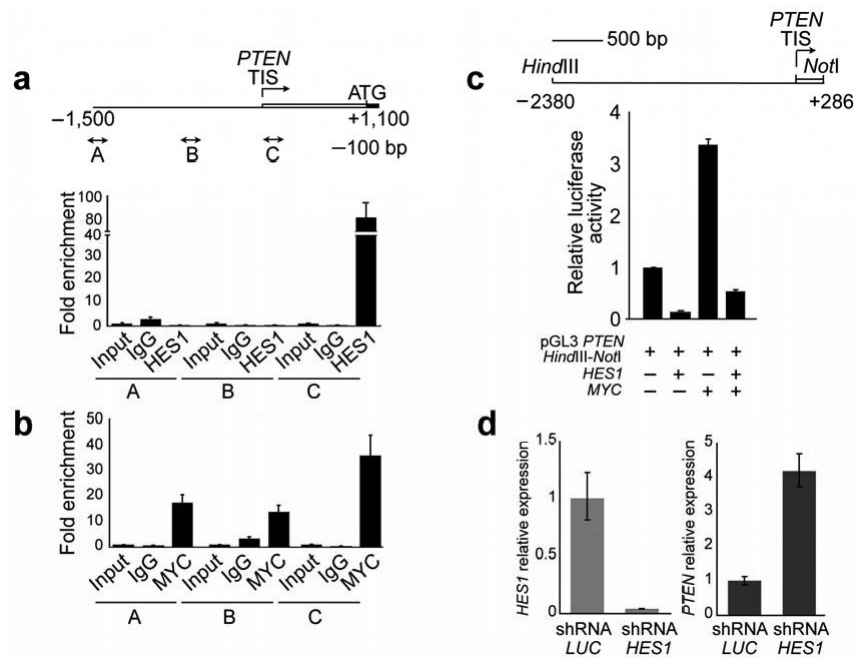 a
PTEN
TIS
ATG
–1,500
+1,100
A
B
C
–100 bp
Fold enrichment
100
80
40
30
20
10
0
Input
IgG
HES1
Input
IgG
HES1
Input
IgG
HES1
A
B
C
b
Fold enrichment
50
40
30
20
10
0
Input
IgG
MYC
Input
IgG
MYC
Input
IgG
MYC
A
B
C
c
500 bp
PTEN
TIS
HindIII
NotI
–2380
+286
Relative luciferase
activity
4
3
2
1
0
pGL3 PTEN
HindIII-NotI + + + +
HES1 – + – +
MYC – – + +
d
HES1 relative expression
1.5
1
0.5
0
shRNA shRNA
LUC HES1
PTEN relative expression
5
4
3
2
1
0
shRNA shRNA
LUC HES1